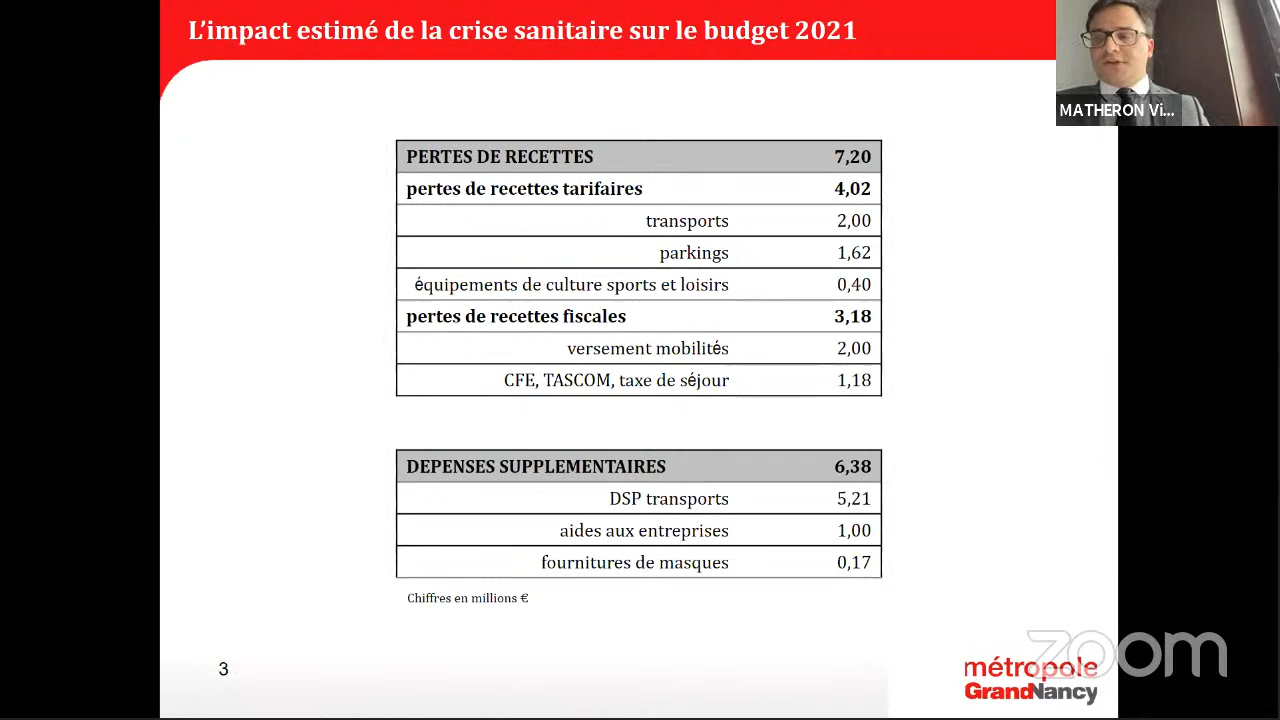 L’impact estimé de la crise sanitaire sur le budget 2021
MATHERON Vi...
PERTES DE RECETTES 7,20
pertes de recettes tarifaires 4,02
transports 2,00
parkings 1,62
équipements de culture sports et loisirs 0,40
pertes de recettes fiscales 3,18
versement mobilités 2,00
CFE, TASCOM, taxe de séjour 1,18
DEPENSES SUPPLEMENTAIRES 6,38
DSP transports 5,21
aides aux entreprises 1,00
fournitures de masques 0,17
Chiffres en millions €
3
zoom
métropole
GrandNancy